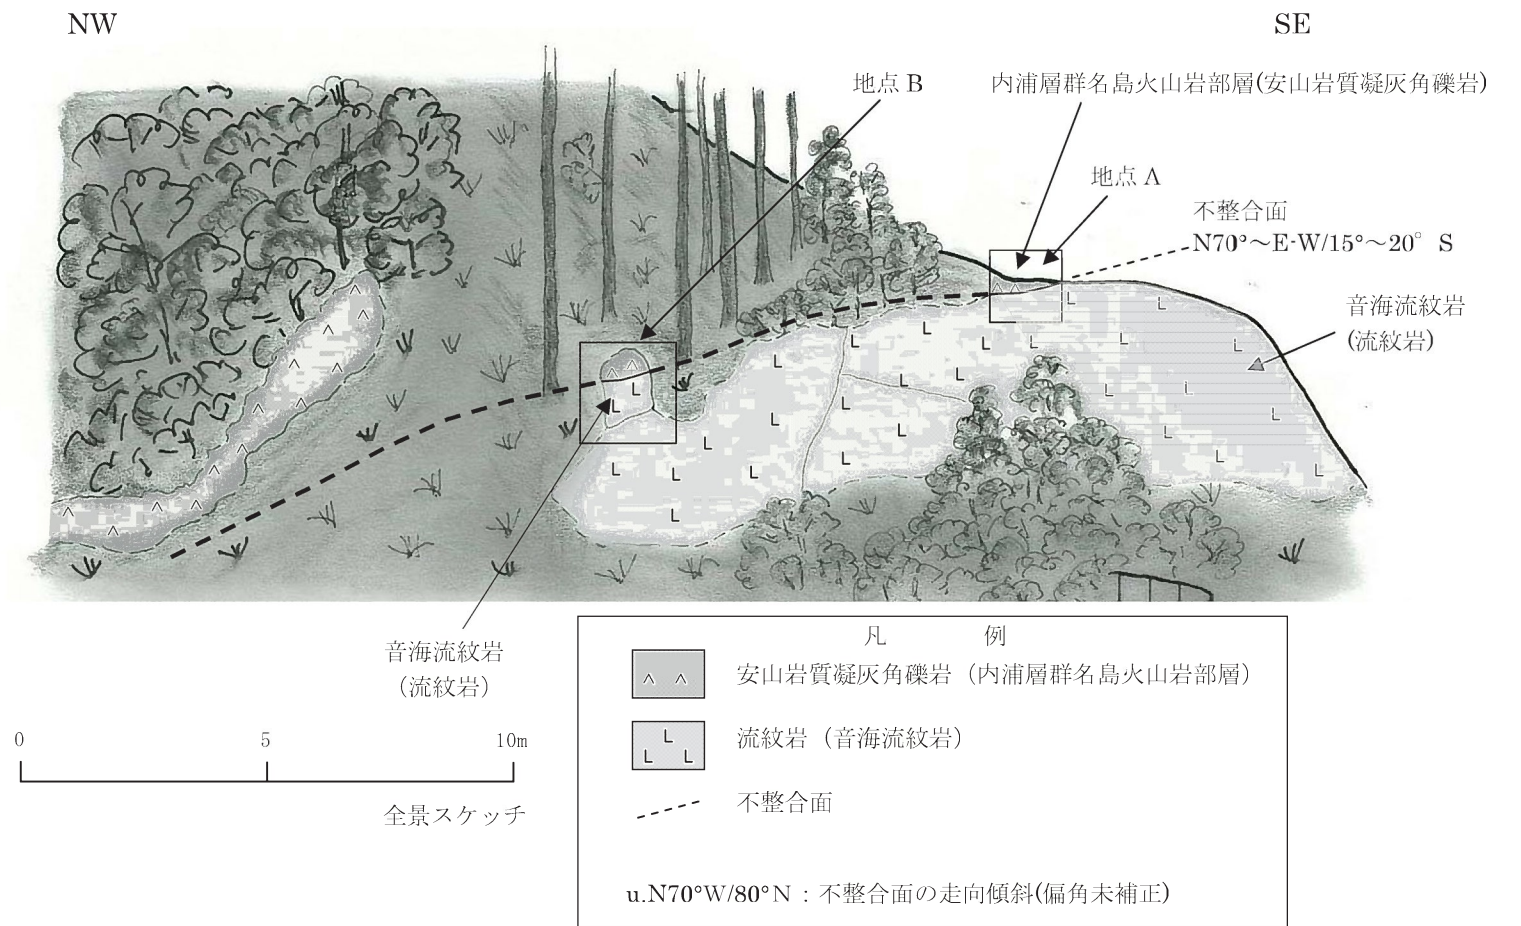 NW
SE
地点 B
内浦層群名島火山岩部層(安山岩質凝灰角礫岩)
地点 A
不整合面
N70°～E-W/15°～20° S
音海流紋岩
(流紋岩)
音海流紋岩
（流紋岩）
0 5 10m
全景スケッチ
凡 例
安山岩質凝灰角礫岩（内浦層群名島火山岩部層）
流紋岩（音海流紋岩）
不整合面
u.N70°W/80°N：不整合面の走向傾斜(偏角未補正)